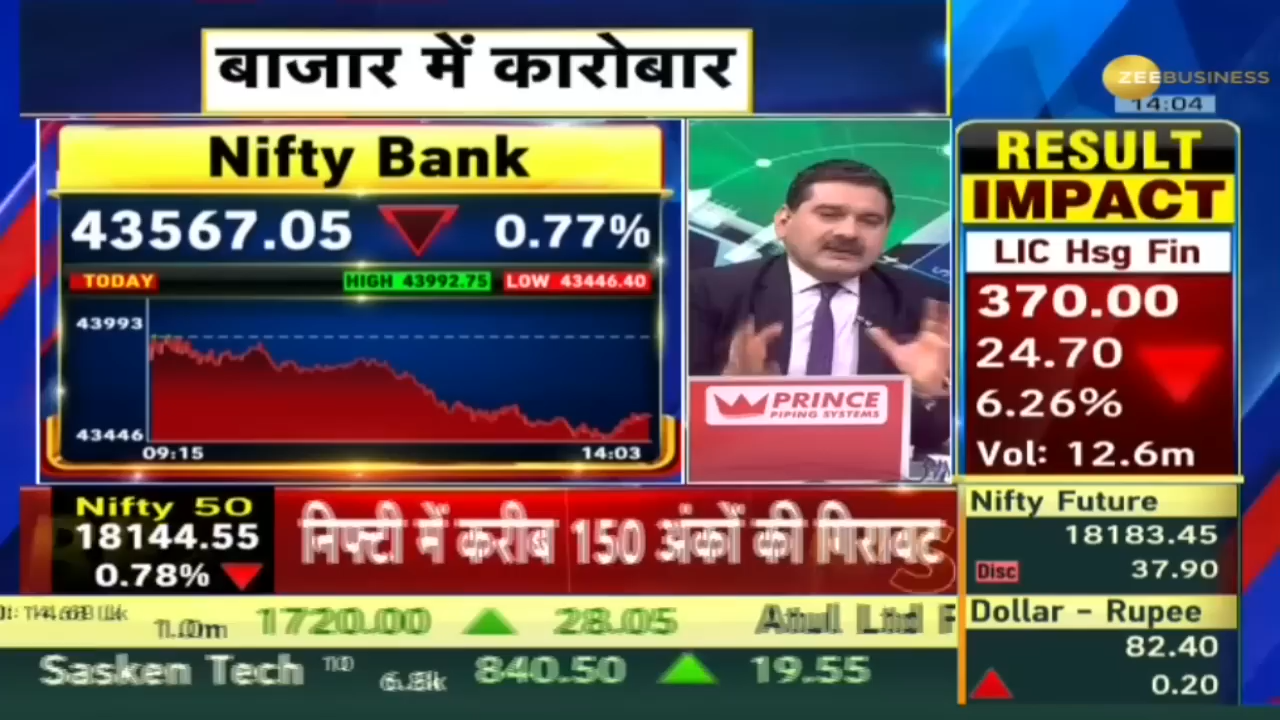 बाजार में कारोबार
ZEEBUSINESS
14:04
Nifty Bank
43567.05 0.77%
TODAY HIGH 43992.75 LOW 43446.40
43993
43446
09:15 14:03
PRINCE
PIPING SYSTEMS
RESULT
IMPACT
LIC Hsg Fin
370.00
24.70
6.26%
Vol: 12.6m
Nifty 50
18144.55
0.78%
निफ्टी में करीब 150 अंकों की गिरावट
Nifty Future
18183.45
Disc 37.90
Dollar - Rupee
82.40
0.20
1.0m 1720.00 28.05 Atul Ltd
Sasken Tech 840.50 19.55